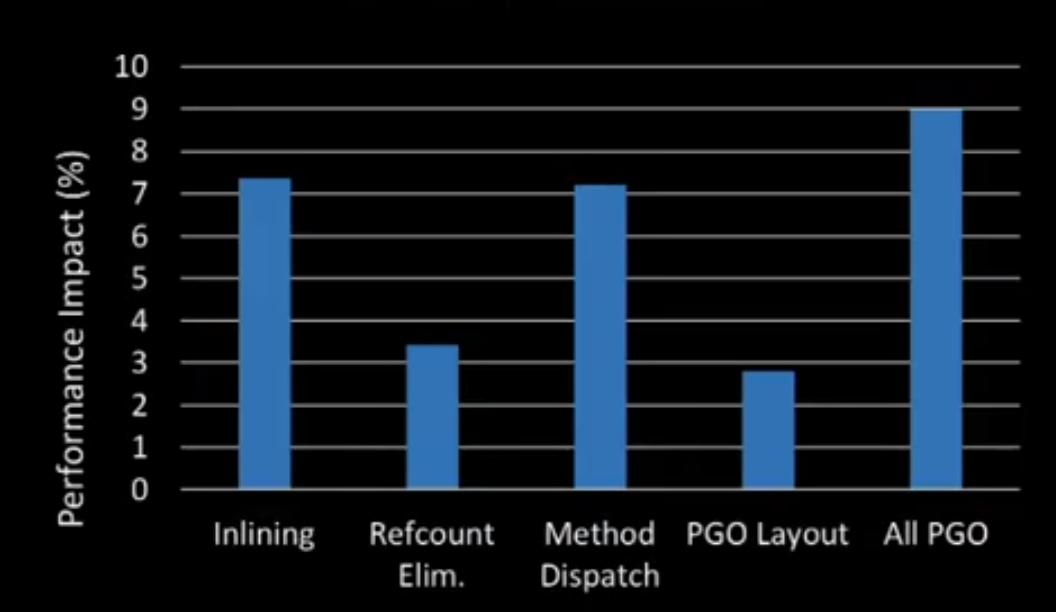 Performance Impact (%)
10
9
8
7
6
5
4
3
2
1
0
Inlining
Refcount
Elim.
Method
Dispatch
PGO Layout
All PGO